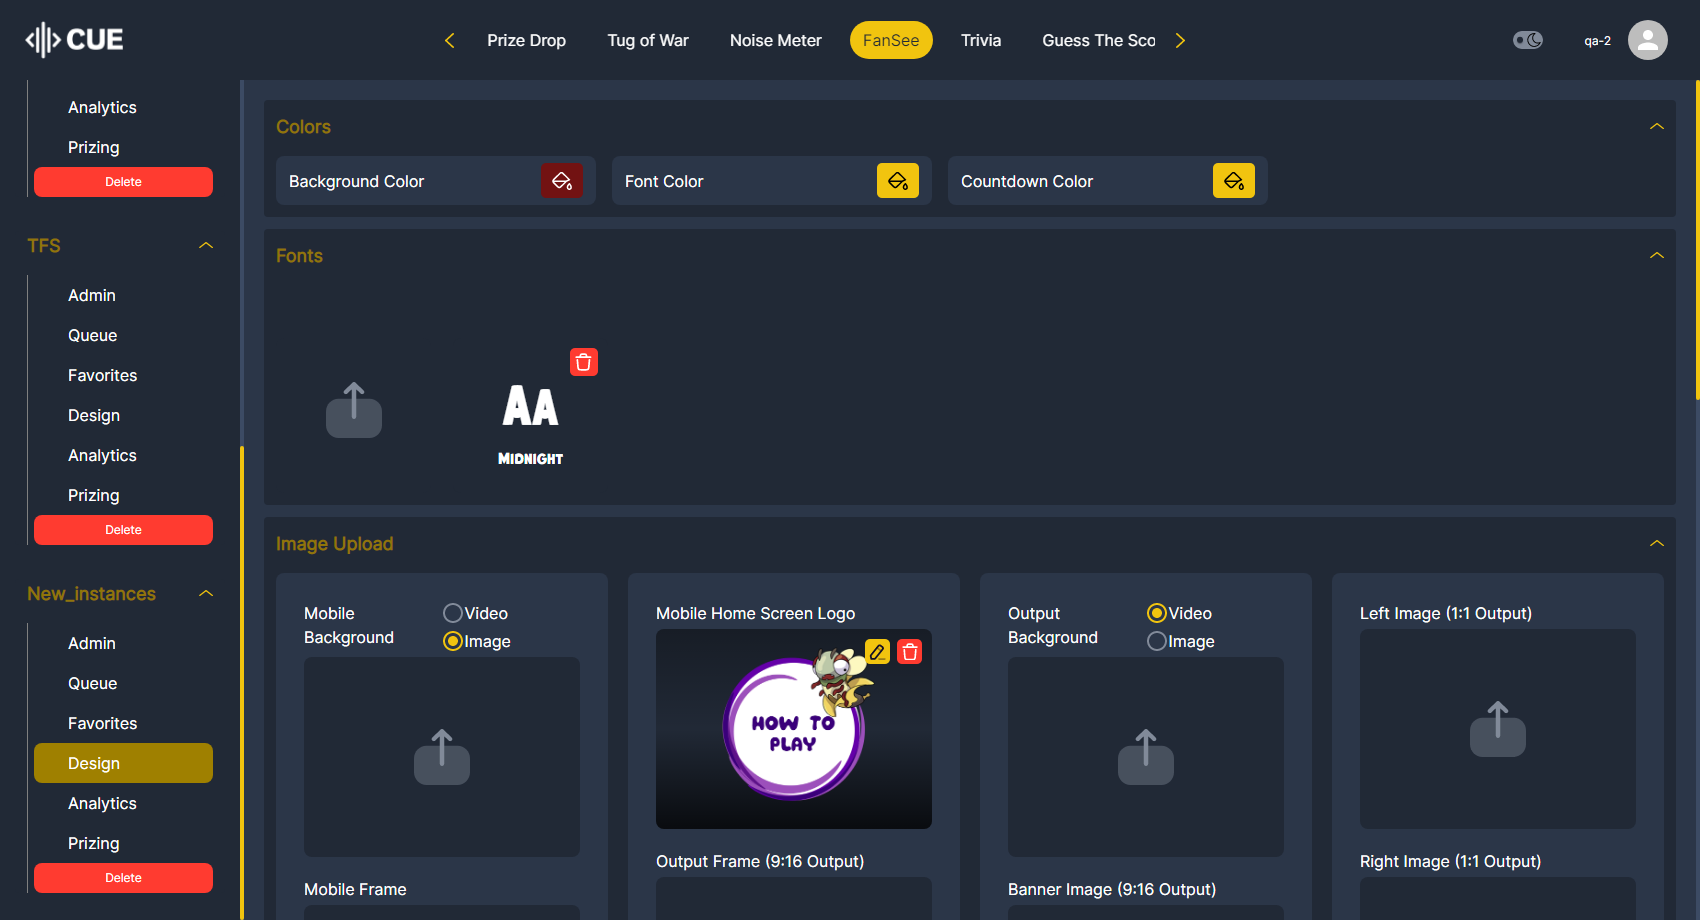 CUE
Prize Drop
Tug of War
Noise Meter
FanSee
Trivia
Guess The Sco
qa-2
Analytics
Prizing
Delete
TFS
Admin
Queue
Favorites
Design
Analytics
Prizing
Delete
New_instances
Admin
Queue
Favorites
Design
Analytics
Prizing
Delete
Colors
Background Color
Font Color
Countdown Color
Fonts
AA
MIDNIGHT
Image Upload
Mobile
Background
Video
Image
Mobile Frame
Mobile Home Screen Logo
HOW TO
PLAY
Output Frame (9:16 Output)
Output
Background
Video
Image
Banner Image (9:16 Output)
Left Image (1:1 Output)
Right Image (1:1 Output)